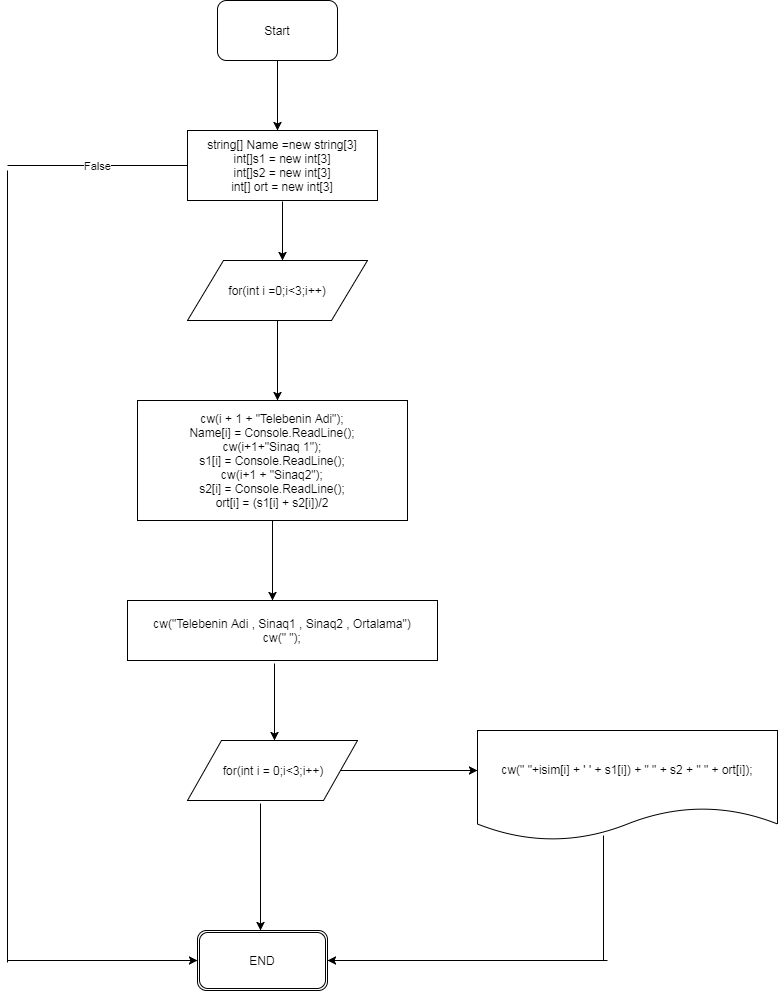 Start
string[] Name =new string[3]
int[]s1 = new int[3]
int[]s2 = new int[3]
int[] ort = new int[3]
False
for(int i =0;i<3;i++)
cw(i + 1 + "Telebenin Adi");
Name[i] = Console.ReadLine();
cw(i+1+"Sinaq 1");
s1[i] = Console.ReadLine();
cw(i+1 + "Sinaq2");
s2[i] = Console.ReadLine();
ort[i] = (s1[i] + s2[i])/2
cw("Telebenin Adi , Sinaq1 , Sinaq2 , Ortalama")
cw(" ");
for(int i = 0;i<3;i++)
cw(" "+isim[i] + ' ' + s1[i]) + " " + s2 + " " + ort[i]);
END